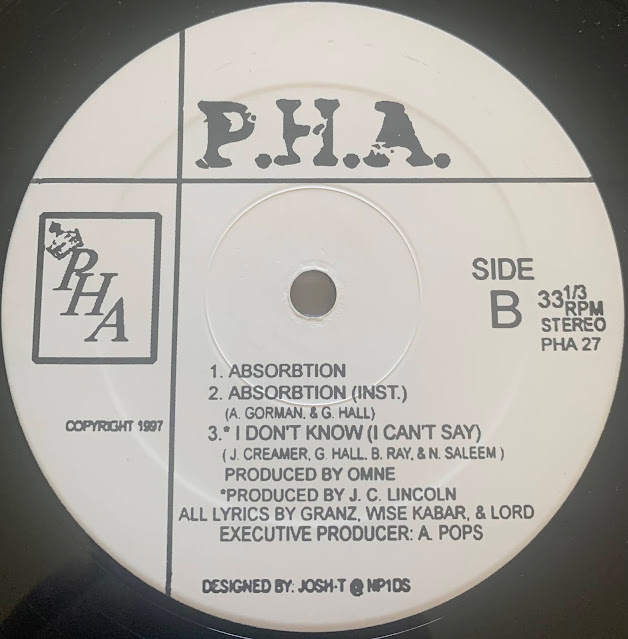 P.H.A.
PHA
SIDE
B
33 1/3
RPM
STEREO
PHA 27
1. ABSORBTION
2. ABSORBTION (INST.)
(A. GORMAN, & G. HALL)
3.* I DON'T KNOW (I CAN'T SAY)
( J. CREAMER, G. HALL, B. RAY, & N. SALEEM )
COPYRIGHT 1997
PRODUCED BY OMNE
*PRODUCED BY J. C. LINCOLN
ALL LYRICS BY GRANZ, WISE KABAR, & LORD
EXECUTIVE PRODUCER: A. POPS
DESIGNED BY: JOSH-T @ NP1DS